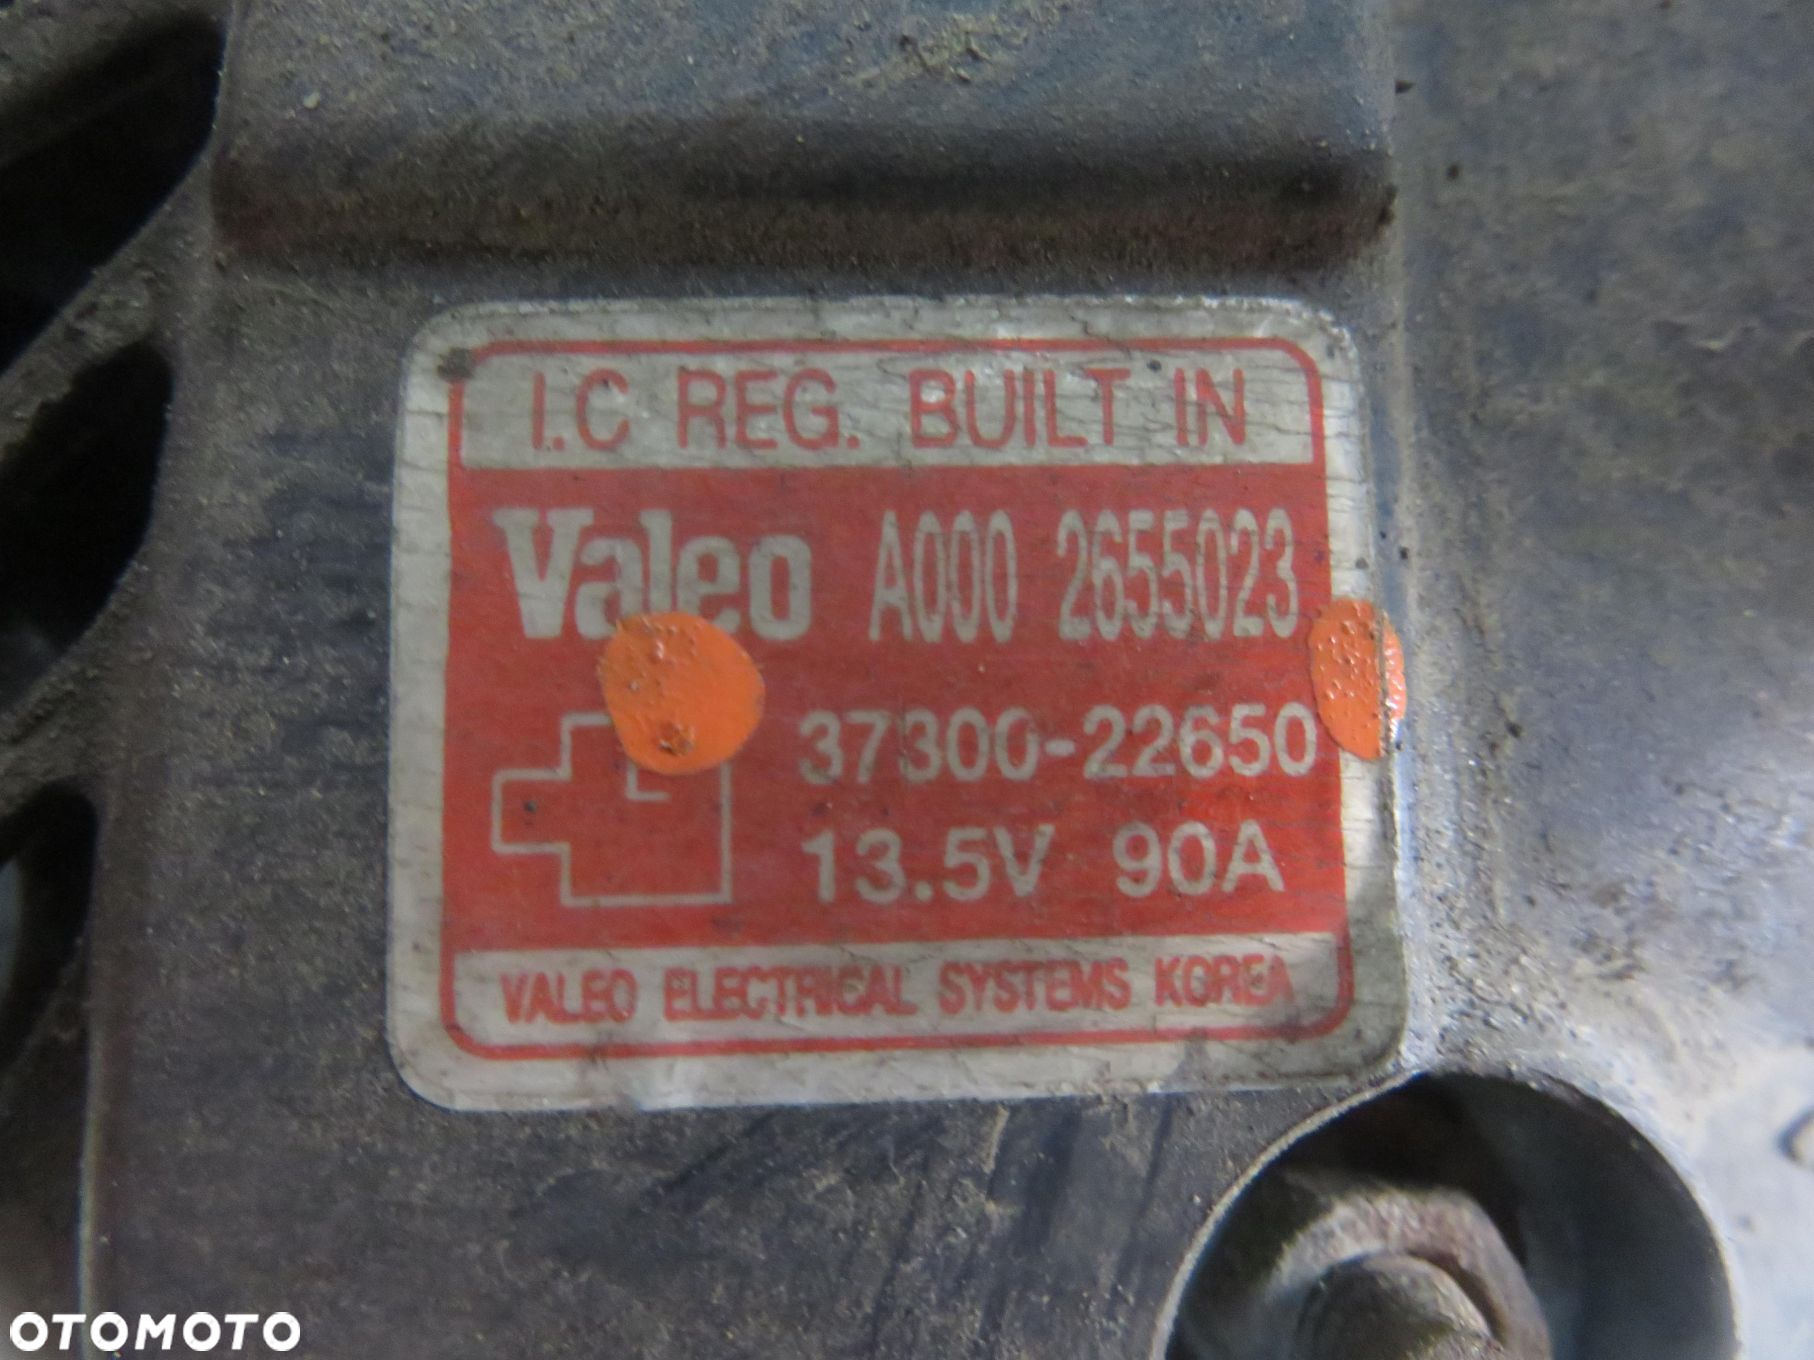 I.C REG. BUILT IN
Valeo A000 2655023
37300-22650
13.5V 90A
VALEO ELECTRICAL SYSTEMS KOREA
OTOMOTO